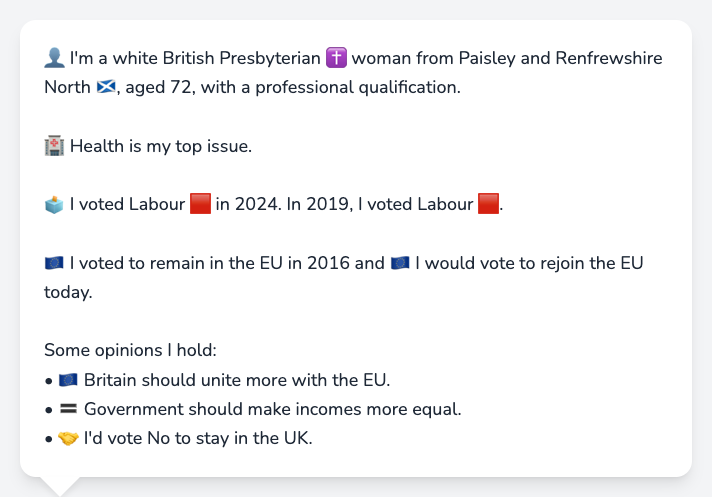 👤 I'm a white British Presbyterian ✝️ woman from Paisley and Renfrewshire
North 🏴󠁧󠁢󠁳󠁣󠁴󠁿, aged 72, with a professional qualification.
🏥 Health is my top issue.
🗳️ I voted Labour 🟥 in 2024. In 2019, I voted Labour 🟥.
🇪🇺 I voted to remain in the EU in 2016 and 🇪🇺 I would vote to rejoin the EU
today.
Some opinions I hold:
• 🇪🇺 Britain should unite more with the EU.
• 🟰 Government should make incomes more equal.
• 🤝 I'd vote No to stay in the UK.